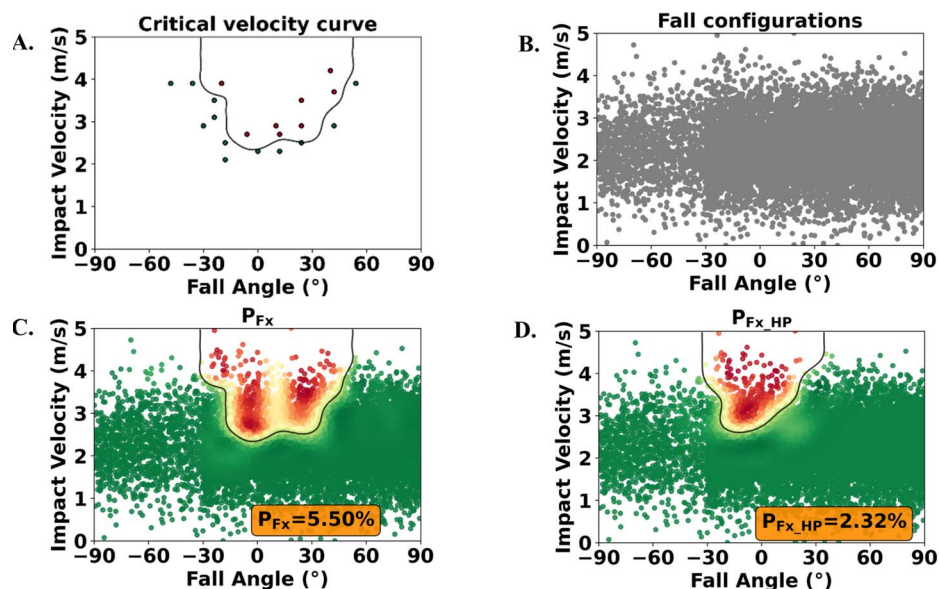 A.
Critical velocity curve
Impact Velocity (m/s)
5
4
3
2
1
0
−90 −60 −30 0 30 60 90
Fall Angle (°)
B.
Fall configurations
Impact Velocity (m/s)
5
4
3
2
1
0
−90 −60 −30 0 30 60 90
Fall Angle (°)
C.
P_Fx
Impact Velocity (m/s)
5
4
3
2
1
0
P_Fx=5.50%
−90 −60 −30 0 30 60 90
Fall Angle (°)
D.
P_Fx_HP
Impact Velocity (m/s)
5
4
3
2
1
0
P_Fx_HP=2.32%
−90 −60 −30 0 30 60 90
Fall Angle (°)